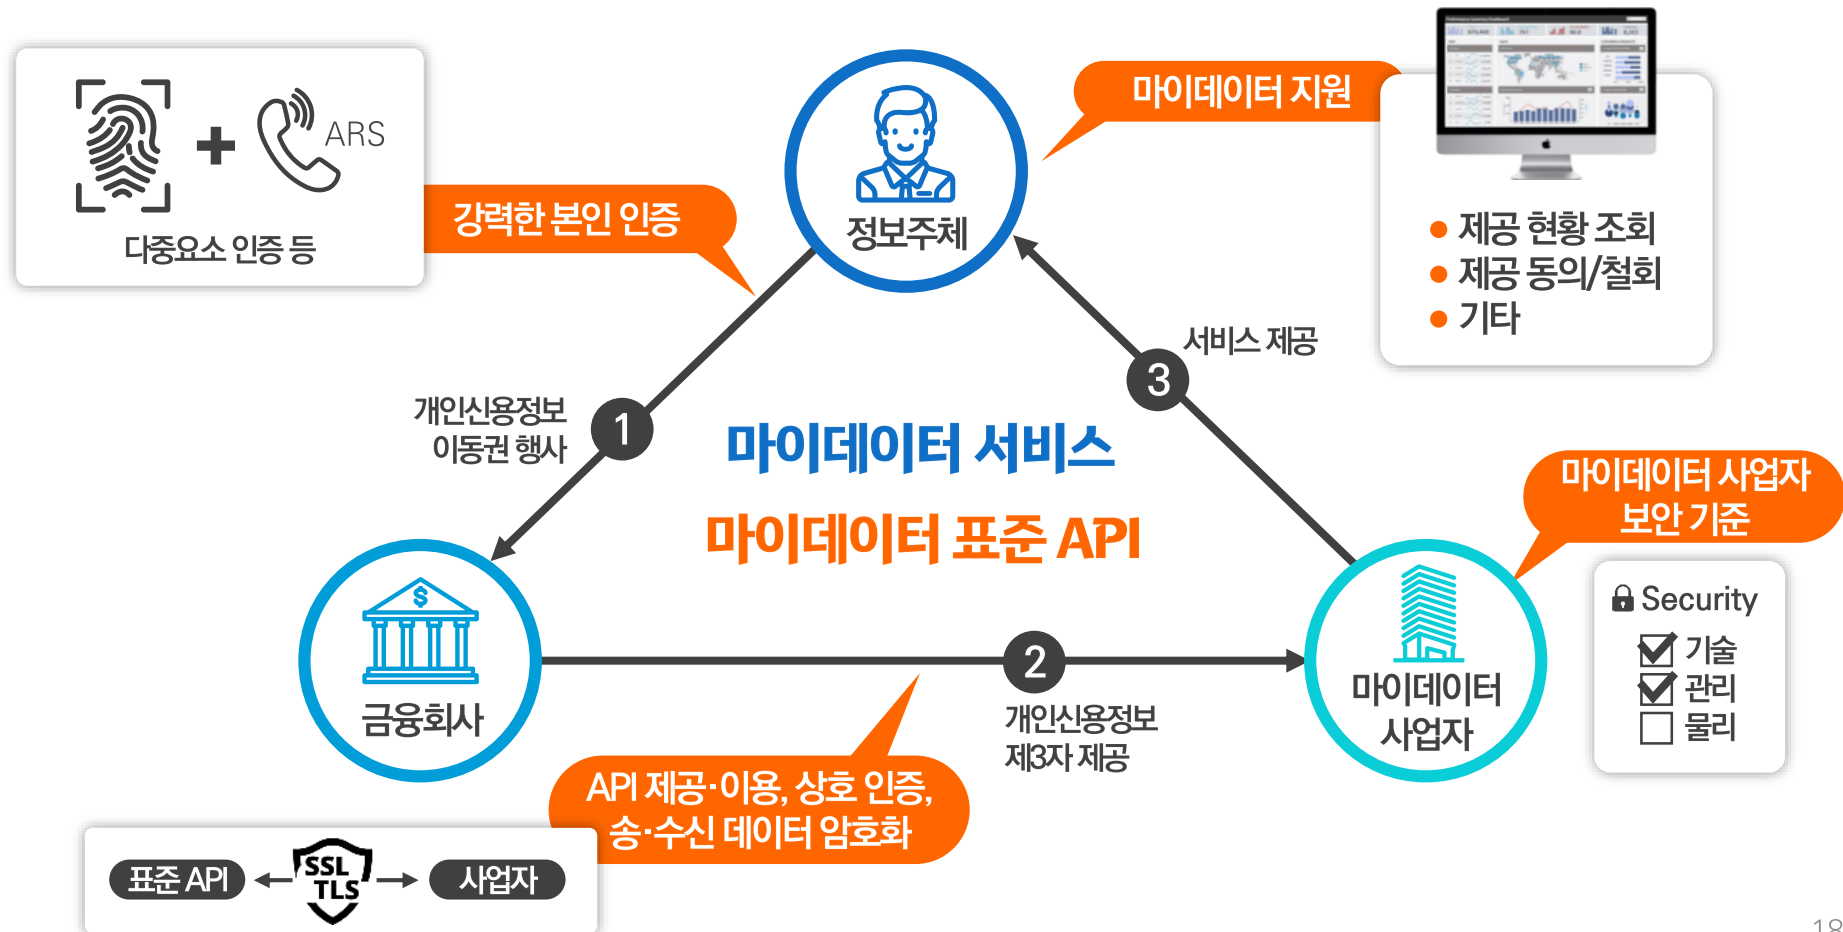 ARS
다중요소 인증 등
강력한 본인 인증
정보주체
마이데이터 지원
제공 현황 조회
제공 동의/철회
기타
개인신용정보
이동권 행사
1
서비스 제공
3
마이데이터 서비스
마이데이터 표준 API
마이데이터 사업자
보안 기준
Security
기술
관리
물리
금융회사
2
개인신용정보
제3자 제공
마이데이터
사업자
API 제공·이용, 상호 인증,
송·수신 데이터 암호화
표준 API
SSL
TLS
사업자
18